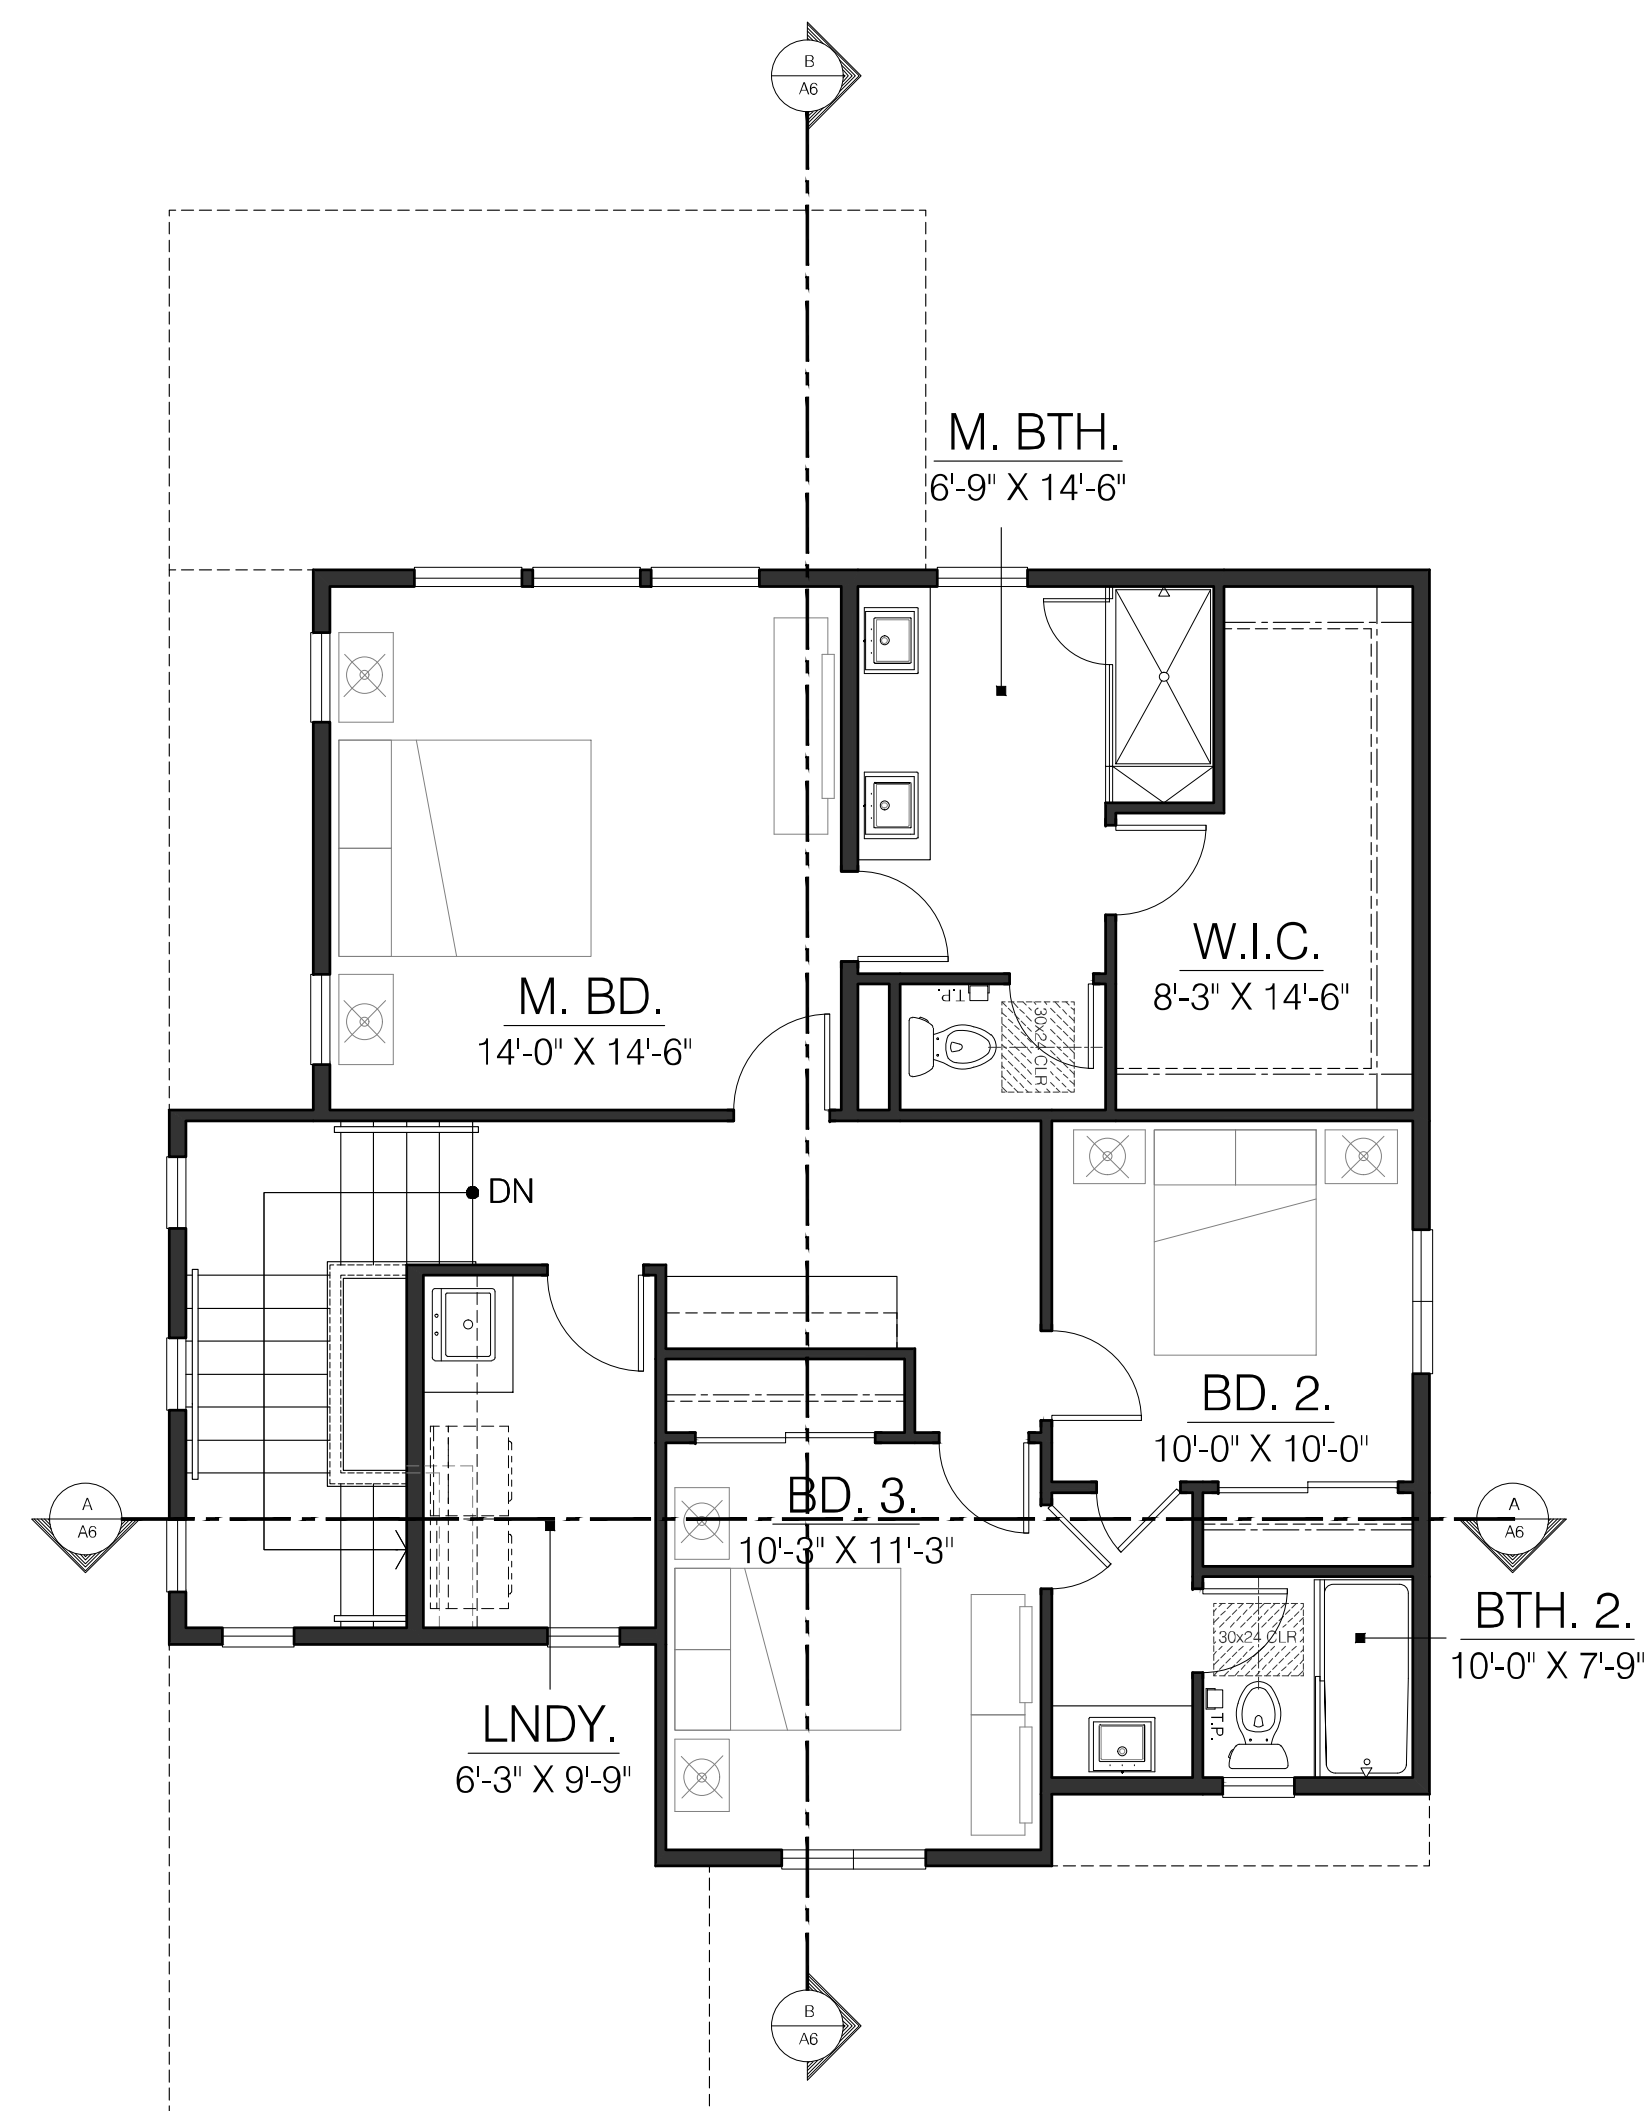 B
A6
M. BTH.
6'-9" X 14'-6"
W.I.C.
8'-3" X 14'-6"
M. BD.
14'-0" X 14'-6"
T.P.
30x24 CLR
DN
BD. 2.
10'-0" X 10'-0"
BD. 3.
10'-3" X 11'-3"
A
A6
A
A6
BTH. 2.
10'-0" X 7'-9"
30x24 CLR
T.P.
LNDY.
6'-3" X 9'-9"
B
A6